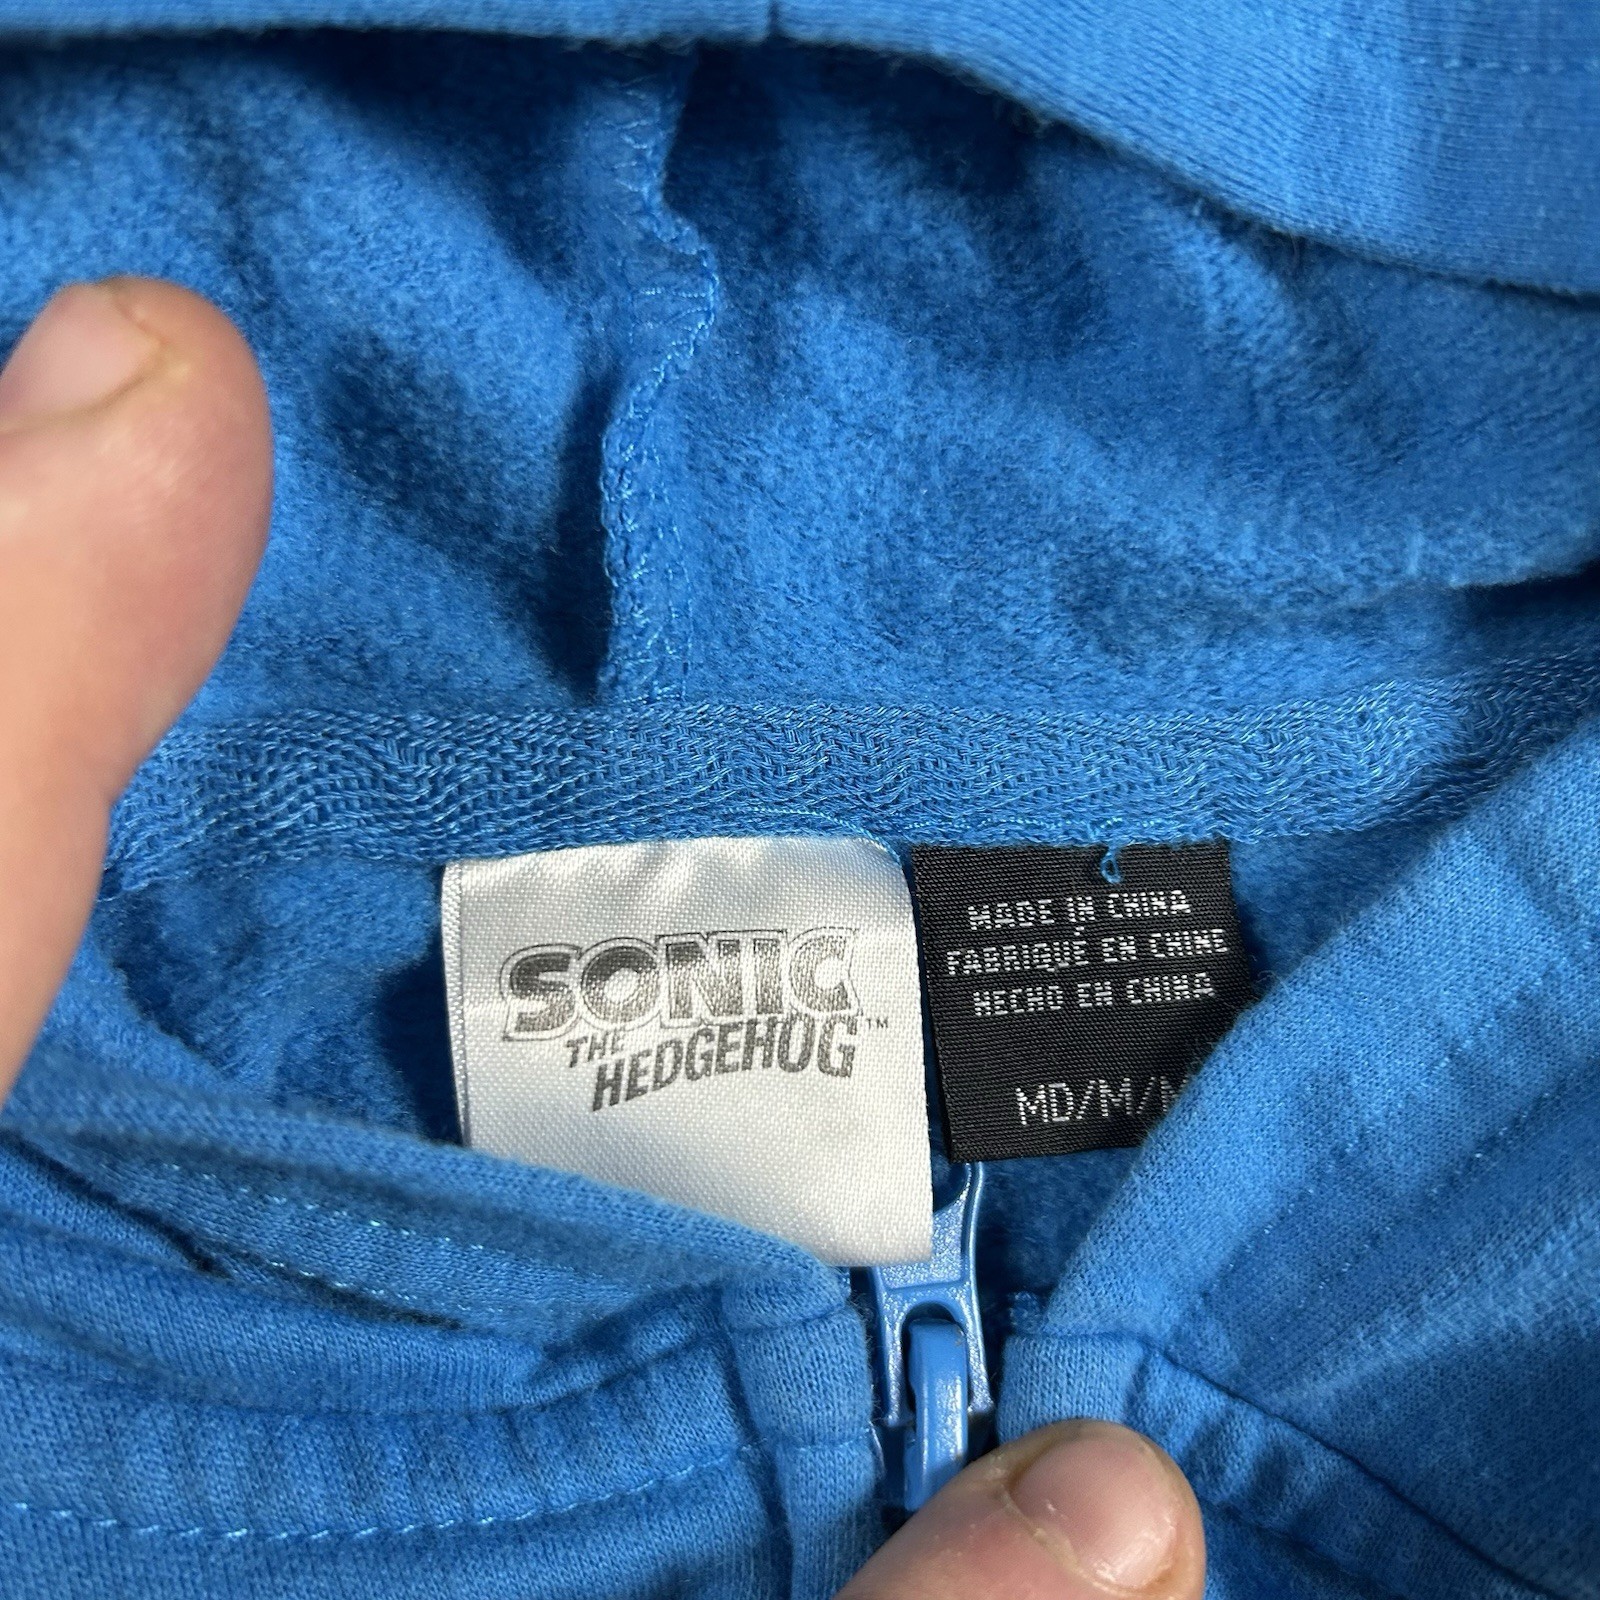 SONIC
THE
HEDGEHOG™
MADE IN CHINA
FABRIQUÉ EN CHINE
HECHO EN CHINA
MD/M/